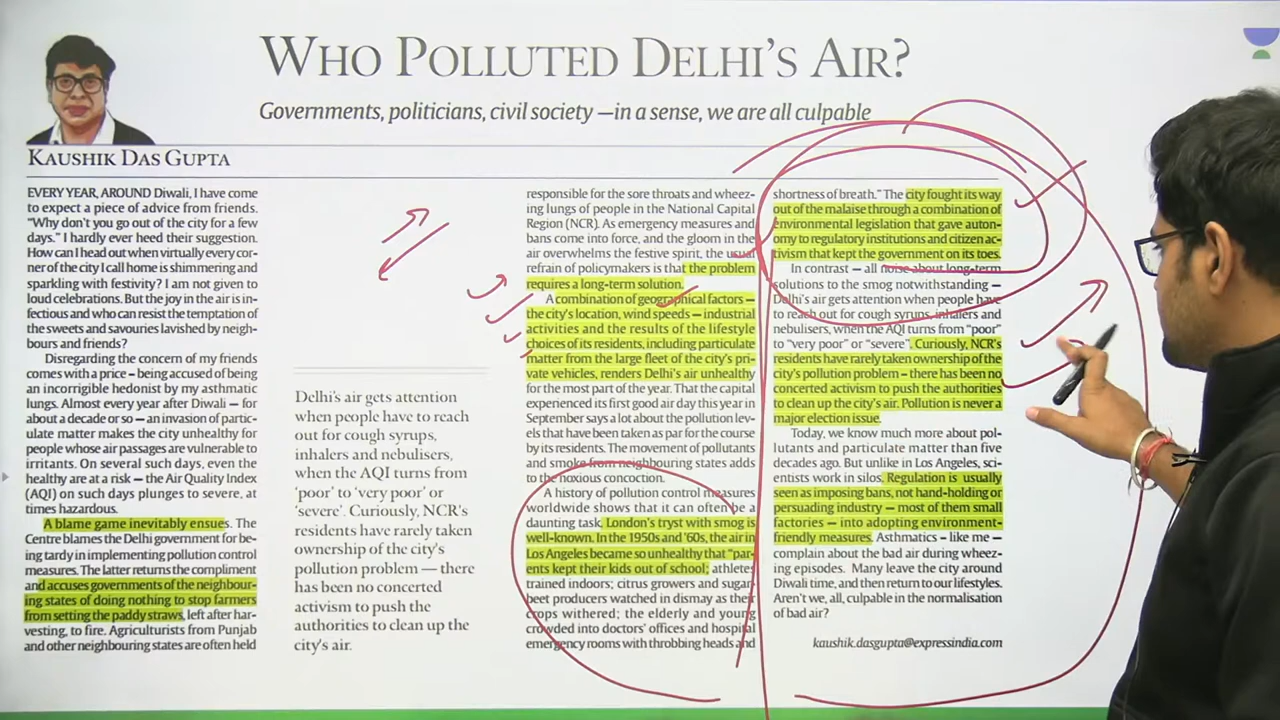 WHO POLLUTED DELHI'S AIR?
Governments, politicians, civil society —in a sense, we are all culpable
KAUSHIK DAS GUPTA
EVERY YEAR, AROUND Diwali, I have come
to expect a piece of advice from friends.
"Why don't you go out of the city for a few
days." I hardly ever heed their suggestion.
How can I head out when virtually every cor-
ner of the city I call home is shimmering and
sparkling with festivity? I am not given to
loud celebrations. But the joy in the air is in-
fectious and who can resist the temptation of
the sweets and savouries lavished by neigh-
bours and friends?
Disregarding the concern of my friends
comes with a price – being accused of being
an incorrigible hedonist by my asthmatic
lungs. Almost every year after Diwali – for
about a decade or so – an invasion of partic-
ulate matter makes the city unhealthy for
people whose air passages are vulnerable to
irritants. On several such days, even the
healthy are at a risk – the Air Quality Index
(AQI) on such days plunges to severe, at
times hazardous.
A blame game inevitably ensues. The
Centre blames the Delhi government for be-
ing tardy in implementing pollution control
measures. The latter returns the compliment
and accuses governments of the neighbour-
ing states of doing nothing to stop farmers
from setting the paddy straws, left after har-
vesting, to fire. Agriculturists from Punjab
and other neighbouring states are often held
Delhi's air gets attention
when people have to reach
out for cough syrups,
inhalers and nebulisers,
when the AQI turns from
'poor' to 'very poor' or
'severe'. Curiously, NCR's
residents have rarely taken
ownership of the city's
pollution problem — there
has been no concerted
activism to push the
authorities to clean up the
city's air.
responsible for the sore throats and wheez-
ing lungs of people in the National Capital
Region (NCR). As emergency measures and
bans come into force, and the gloom in the
air overwhelms the festive spirit, the usual
refrain of policymakers is that the problem
requires a long-term solution.
A combination of geographical factors –
the city's location, wind speeds – industrial
activities and the results of the lifestyle
choices of its residents, including particulate
matter from the large fleet of the city's pri-
vate vehicles, renders Delhi's air unhealthy
for the most part of the year. That the capital
experienced its first good air day this year in
September says a lot about the pollution lev-
els that have been taken as par for the course
by its residents. The movement of pollutants
and smoke from neighbouring states adds
to the noxious concoction.
A history of pollution control measures
worldwide shows that it can often be a
daunting task. London's tryst with smog is
well-known. In the 1950s and '60s, the air in
Los Angeles became so unhealthy that "par-
ents kept their kids out of school; athletes
trained indoors; citrus growers and sugar-
beet producers watched in dismay as their
crops withered; the elderly and young
crowded into doctors' offices and hospital
emergency rooms with throbbing heads and
shortness of breath." The city fought its way
out of the malaise through a combination of
environmental legislation that gave auton-
omy to regulatory institutions and citizen ac-
tivism that kept the government on its toes.
In contrast – all noise about long-term
solutions to the smog notwithstanding –
Delhi's air gets attention when people have
to reach out for cough syrups, inhalers and
nebulisers, when the AQI turns from "poor"
to "very poor" or "severe". Curiously, NCR's
residents have rarely taken ownership of the
city's pollution problem – there has been no
concerted activism to push the authorities
to clean up the city's air. Pollution is never a
major election issue.
Today, we know much more about pol-
lutants and particulate matter than five
decades ago. But unlike in Los Angeles, sci-
entists work in silos. Regulation is usually
seen as imposing bans, not hand-holding or
persuading industry – most of them small
factories – into adopting environment-
friendly measures. Asthmatics – like me –
complain about the bad air during wheez-
ing episodes. Many leave the city around
Diwali time, and then return to our lifestyles.
Aren't we, all, culpable in the normalisation
of bad air?
kaushik.dasgupta@expressindia.com